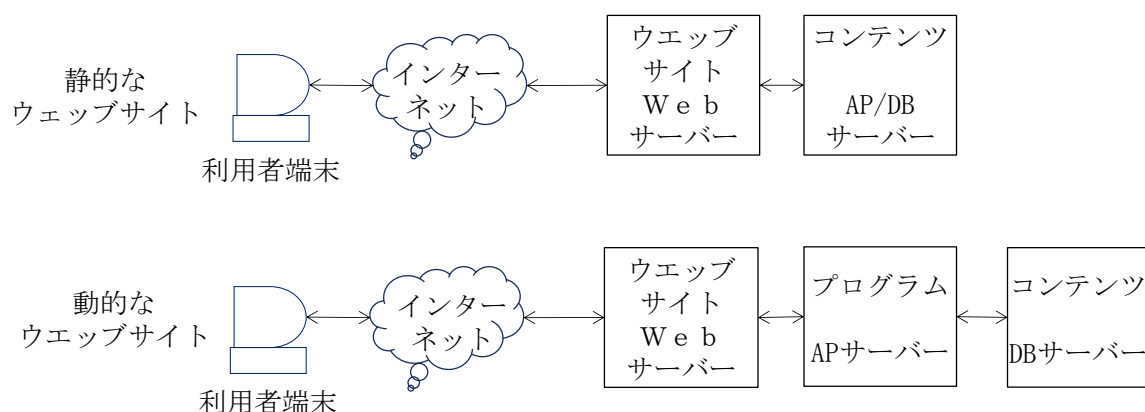 静的な
ウェッブサイト
利用者端末
インター
ネット
ウエッブ
サイト
Ｗｅｂ
サーバー
コンテンツ
AP/DB
サーバー
動的な
ウエッブサイト
利用者端末
インター
ネット
ウエッブ
サイト
Ｗｅｂ
サーバー
プログラム
APサーバー
コンテンツ
DBサーバー